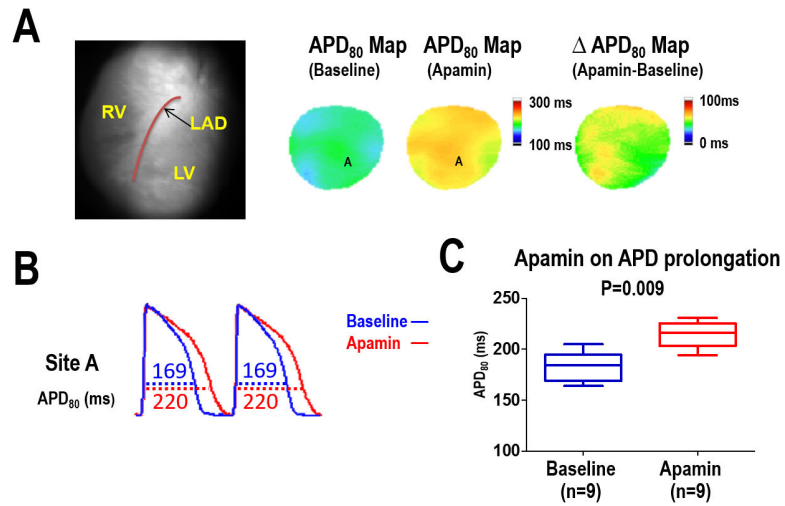 A
RV
LAD
LV
APD80 Map
(Baseline)
A
APD80 Map
(Apamin)
A
300 ms
100 ms
Δ APD80 Map
(Apamin-Baseline)
100ms
0 ms
B
Site A
APD80 (ms)
169
220
169
220
Baseline
Apamin
C
Apamin on APD prolongation
P=0.009
APD80 (ms)
250
200
150
100
Baseline
(n=9)
Apamin
(n=9)